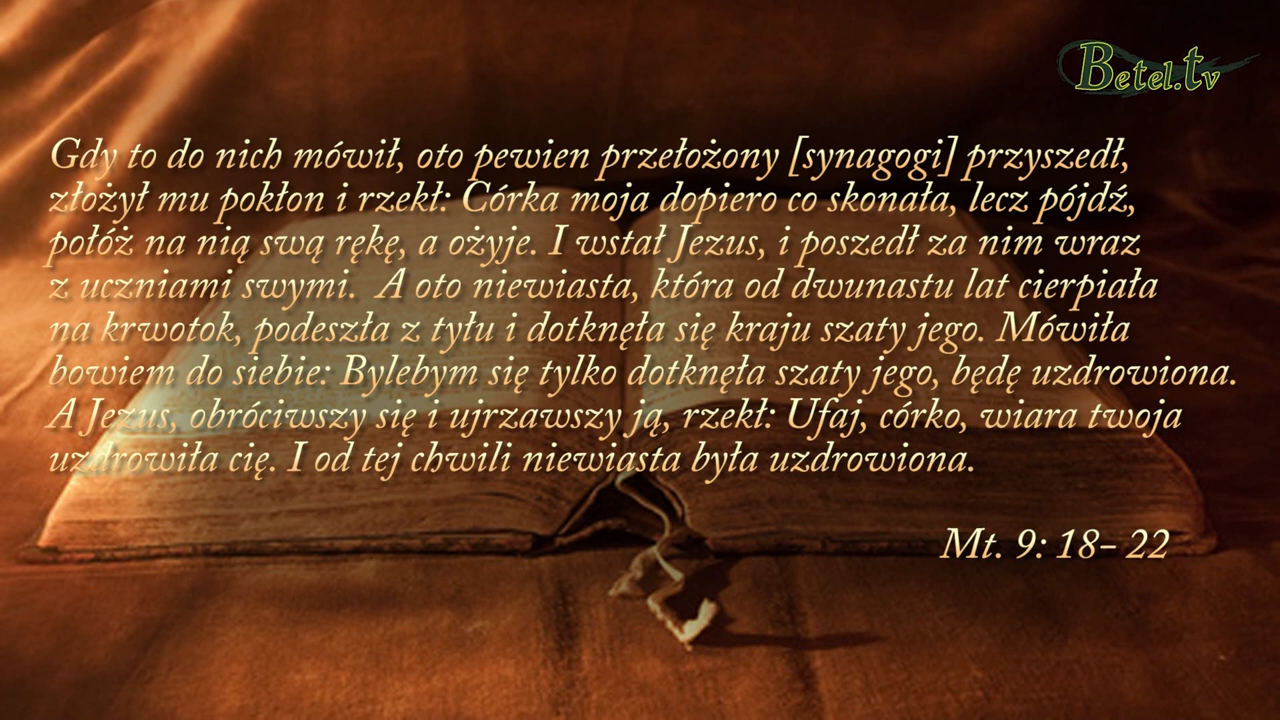 Betel.tv
Gdy to do nich mówił, oto pewien przełożony [synagogi] przyszedł,
złożył mu pokłon i rzekł: Córka moja dopiero co skonała, lecz pójdź,
połóż na nią swą rękę, a ożyje. I wstał Jezus, i poszedł za nim wraz
z uczniami swymi. A oto niewiasta, która od dwunastu lat cierpiała
na krwotok, podeszła z tyłu i dotknęła się kraju szaty jego. Mówiła
bowiem do siebie: Bylebym się tylko dotknęła szaty jego, będę uzdrowiona.
A Jezus, obróciwszy się i ujrzawszy ją, rzekł: Ufaj, córko, wiara twoja
uzdrowiła cię. I od tej chwili niewiasta była uzdrowiona.
Mt. 9: 18- 22